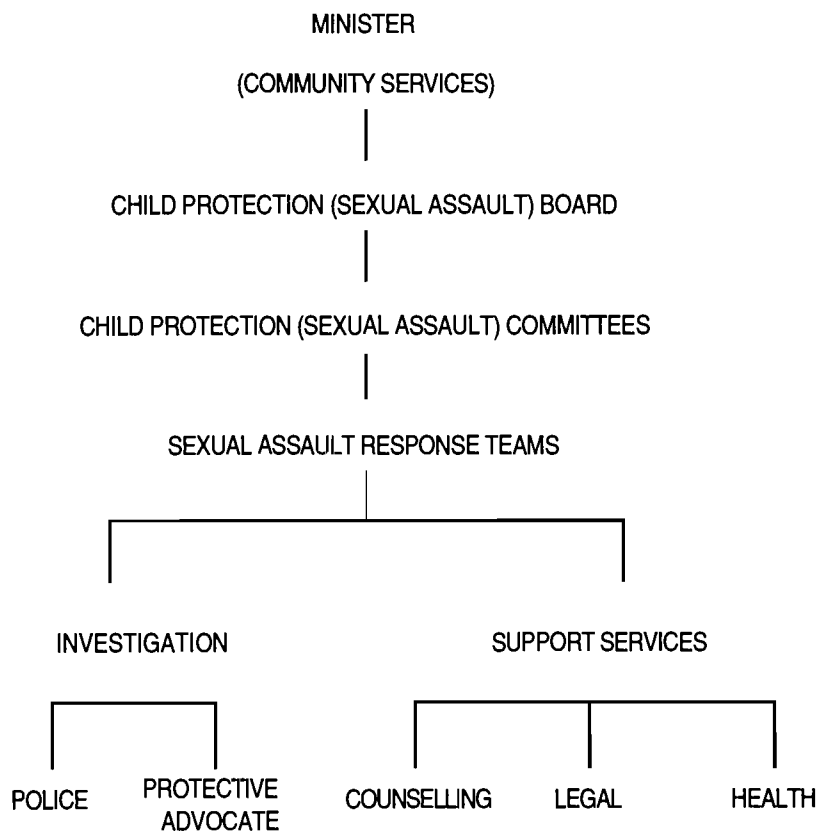 MINISTER
(COMMUNITY SERVICES)
CHILD PROTECTION (SEXUAL ASSAULT) BOARD
CHILD PROTECTION (SEXUAL ASSAULT) COMMITTEES
SEXUAL ASSAULT RESPONSE TEAMS
INVESTIGATION
SUPPORT SERVICES
POLICE
PROTECTIVE
ADVOCATE
COUNSELLING
LEGAL
HEALTH